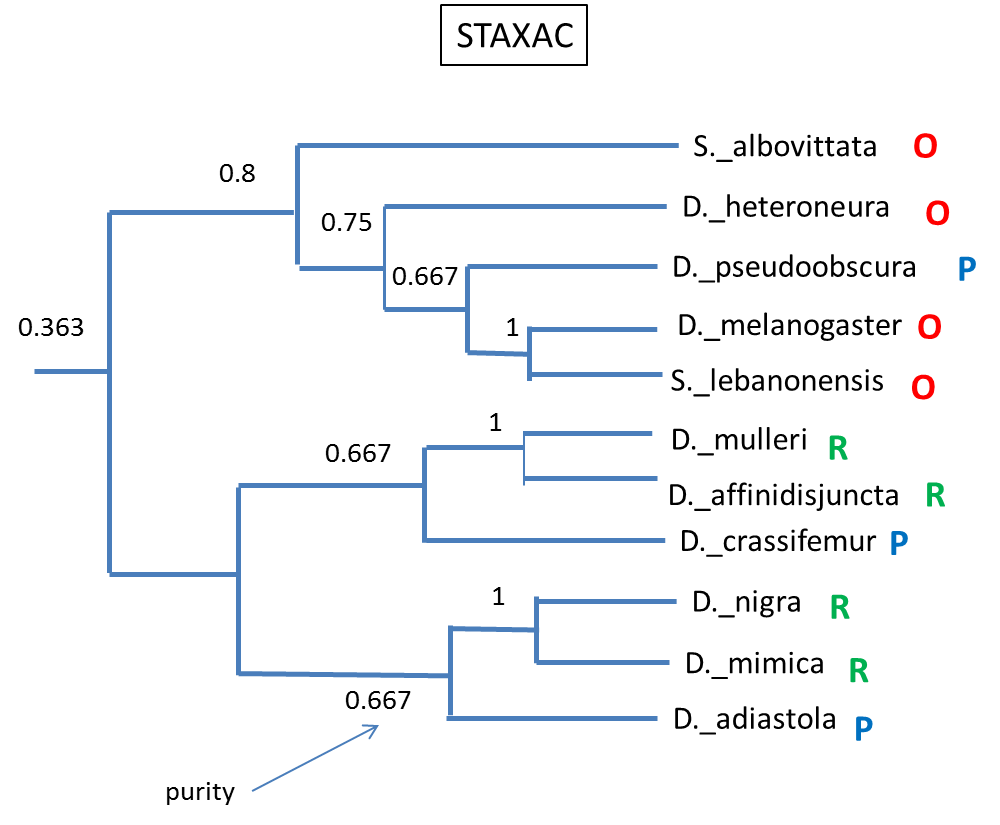 STAXAC
S._albovittata O
0.8
D._heteroneura O
0.75
D._pseudoobscura P
0.667
D._melanogaster O
0.363
1
S._lebanonensis O
1
D._mulleri R
0.667
D._affinidisjuncta R
D._crassifemur P
1
D._nigra R
D._mimica R
0.667
D._adiastola P
purity